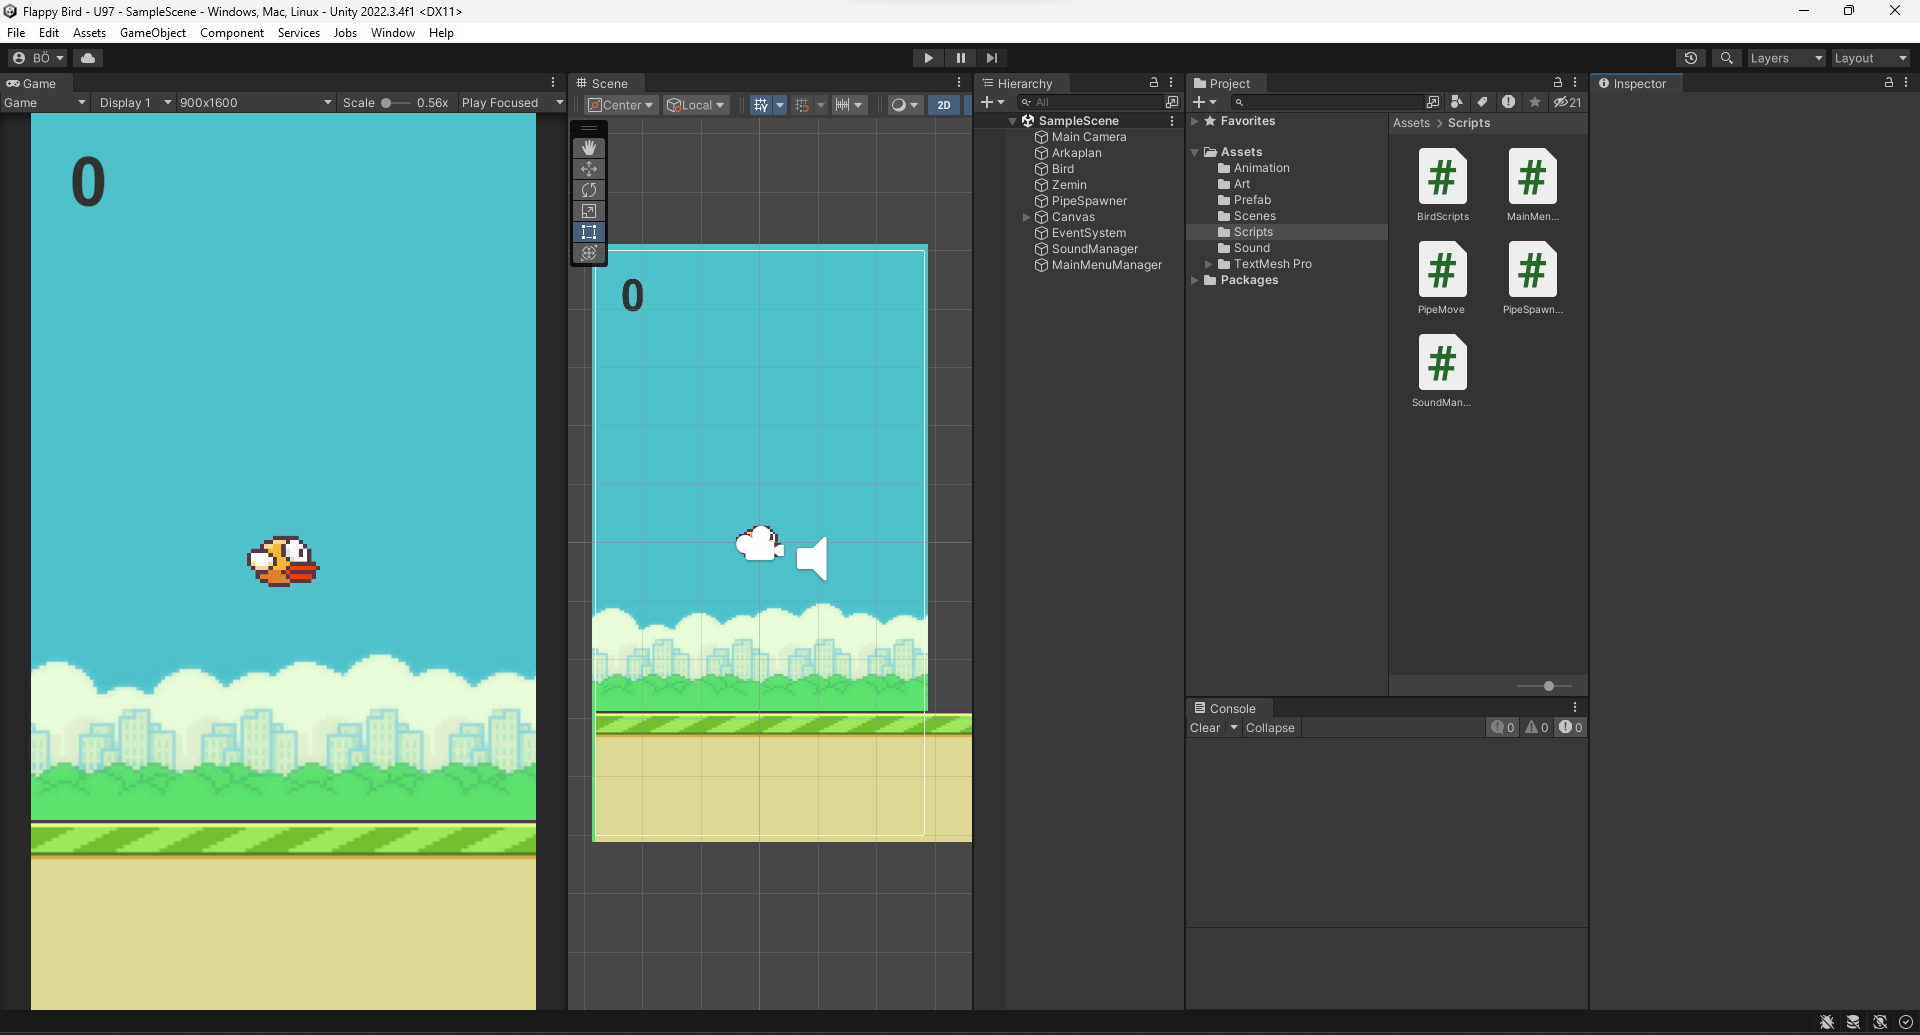 Flappy Bird - U97 - SampleScene - Windows, Mac, Linux - Unity 2022.3.4f1 <DX11>
File Edit Assets GameObject Component Services Jobs Window Help
BÖ
Layers
Layout
Game
Game
Display 1
900x1600
Scale
0.56x
Play Focused
0
Scene
Center
Local
2D
0
Hierarchy
All
SampleScene
Main Camera
Arkaplan
Bird
Zemin
PipeSpawner
Canvas
EventSystem
SoundManager
MainMenuManager
Project
21
Favorites
Assets
Animation
Art
Prefab
Scenes
Scripts
Sound
TextMesh Pro
Packages
Assets > Scripts
BirdScripts
MainMen...
PipeMove
PipeSpawn...
SoundMan...
Console
Clear
Collapse
0
0
0
Inspector